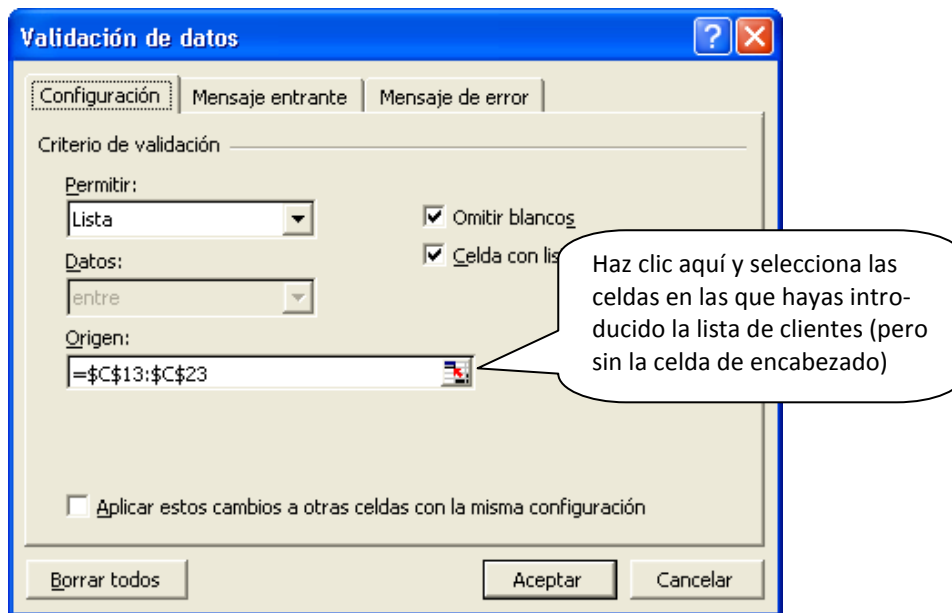 Validación de datos
Configuración
Mensaje entrante
Mensaje de error
Criterio de validación
Permitir:
Lista
Omitir blancos
Datos:
Celda con
entre
Origen:
=$C$13:$C$23
Haz clic aquí y selecciona las
celdas en las que hayas intro-
ducido la lista de clientes (pero
sin la celda de encabezado)
Aplicar estos cambios a otras celdas con la misma configuración
Borrar todos
Aceptar
Cancelar